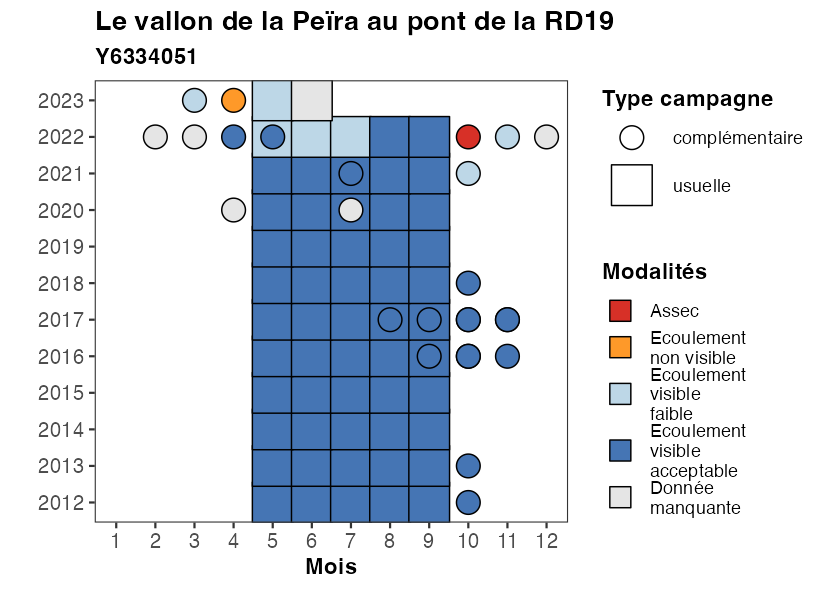 Le vallon de la Peïra au pont de la RD19
Y6334051
2023
2022
2021
2020
2019
2018
2017
2016
2015
2014
2013
2012
1 2 3 4 5 6 7 8 9 10 11 12
Mois
Type campagne
complémentaire
usuelle
Modalités
Assec
Ecoulement
non visible
Ecoulement
visible
faible
Ecoulement
visible
acceptable
Donnée
manquante